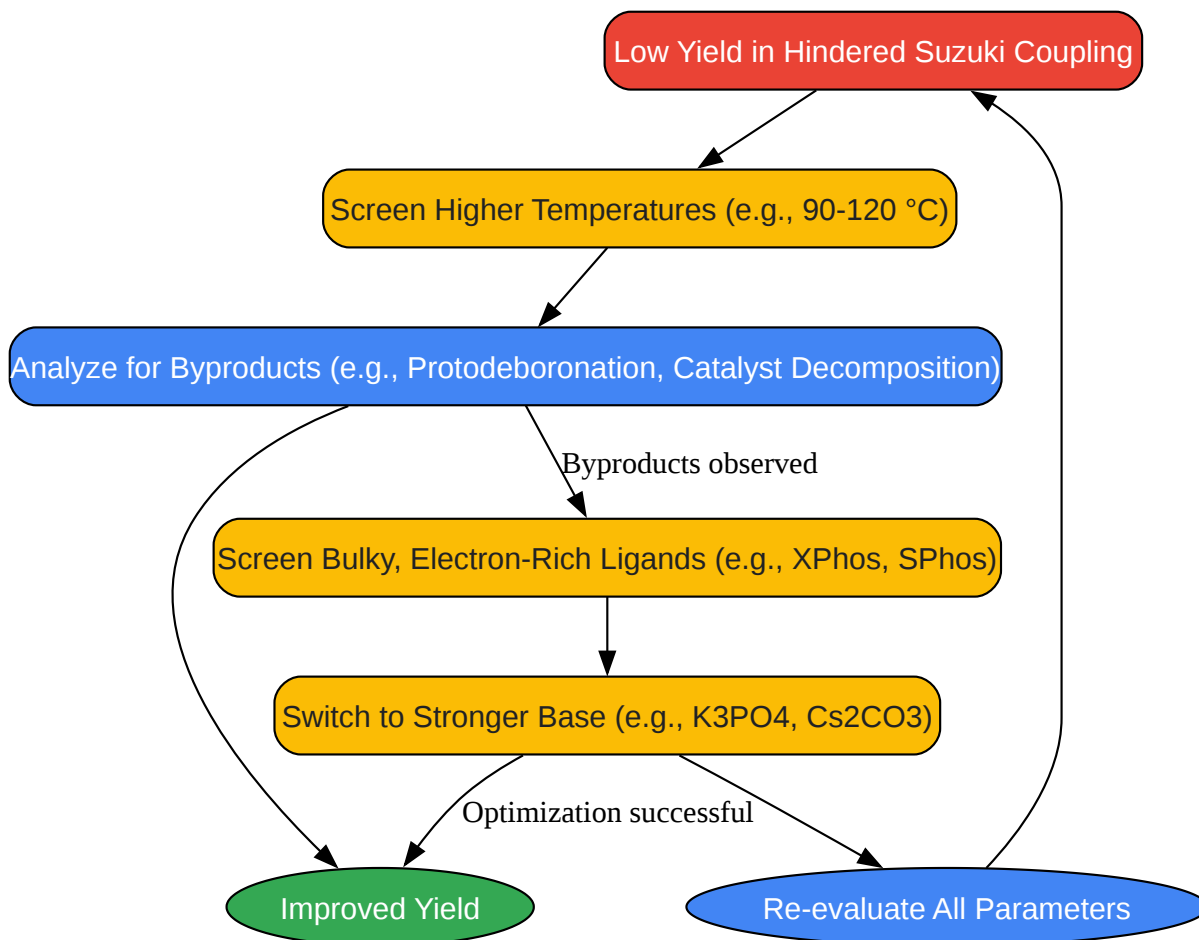 Low Yield in Hindered Suzuki Coupling
Screen Higher Temperatures (e.g., 90-120 °C)
Analyze for Byproducts (e.g., Protodeboronation, Catalyst Decomposition)
Byproducts observed
Screen Bulky, Electron-Rich Ligands (e.g., XPhos, SPhos)
Switch to Stronger Base (e.g., K3PO4, Cs2CO3)
Optimization successful
Improved Yield
Re-evaluate All Parameters